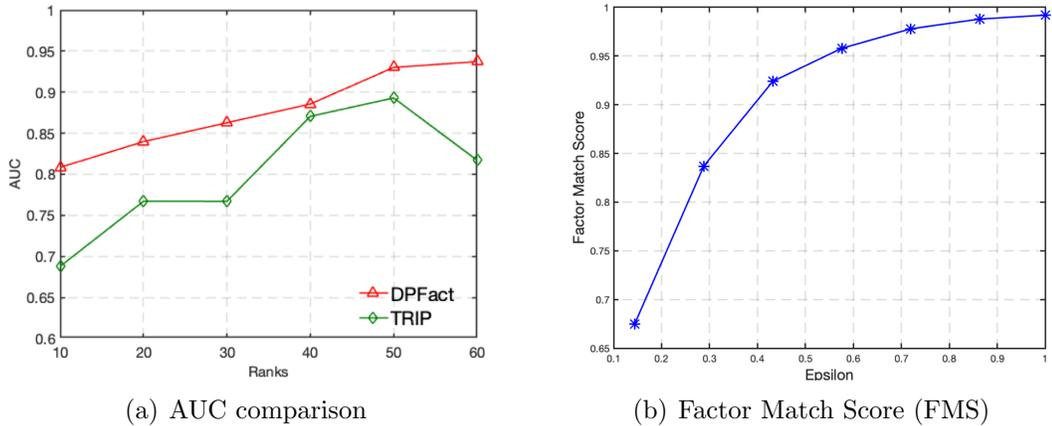 1
0.95
0.9
0.85
0.8
0.75
0.7
0.65
0.6
AUC
10 20 30 40 50 60
Ranks
DPFact
TRIP
(a) AUC comparison
1
0.95
0.9
0.85
0.8
0.75
0.7
0.65
Factor Match Score
0.1 0.2 0.3 0.4 0.5 0.6 0.7 0.8 0.9 1
Epsilon
(b) Factor Match Score (FMS)